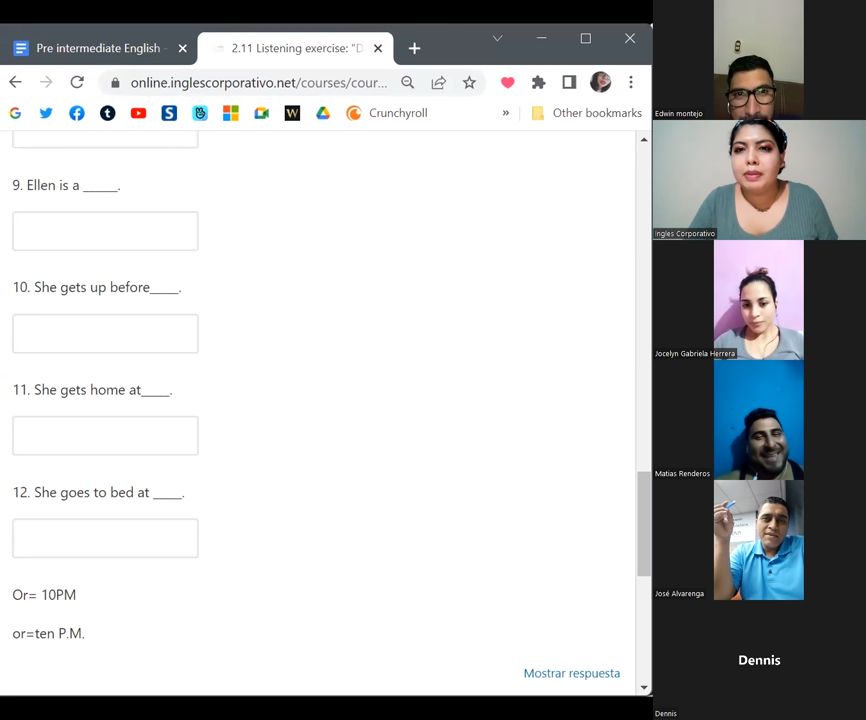 Pre intermediate English -
2.11 Listening exercise: "D
online.inglescorporativo.net/courses/cour...
Crunchyroll
»
Other bookmarks
9. Ellen is a _____.
10. She gets up before____.
11. She gets home at____.
12. She goes to bed at ____.
Or= 10PM
or=ten P.M.
Mostrar respuesta
Edwin montejo
Ingles Corporativo
Jocelyn Gabriela Herrera
Matias Renderos
José Alvarenga
Dennis
Dennis